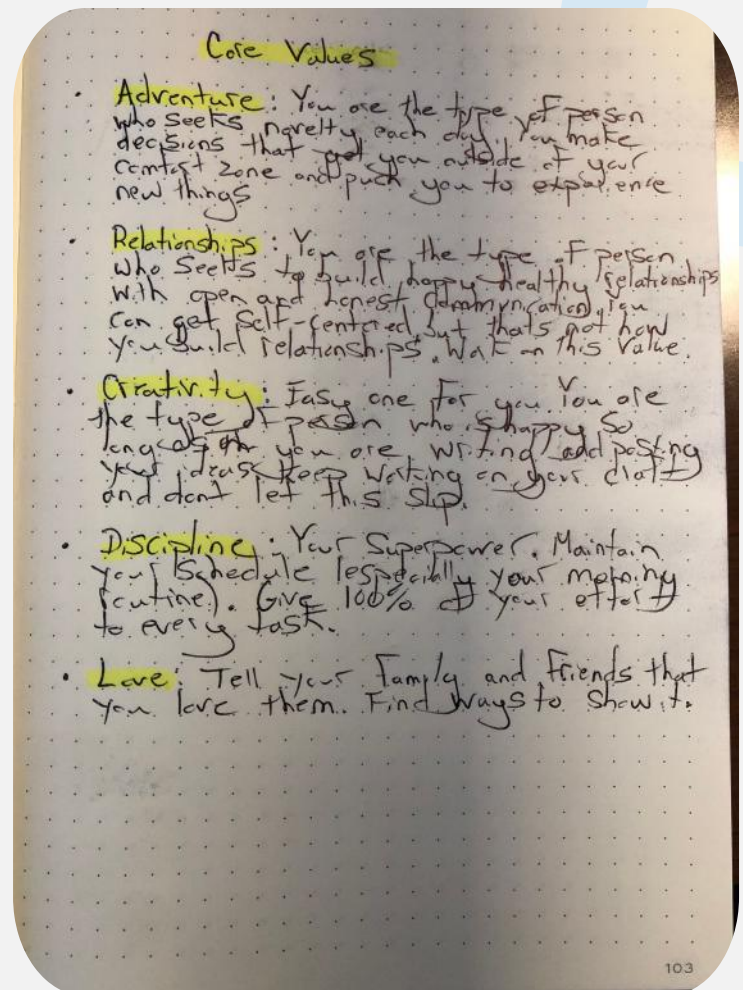 Core Values
• Adventure: You are the type of person
who seeks novelty each day. You make
decisions that get you outside of your
comfort zone and push you to experience
new things
• Relationships: You are the type of person
who seeks to build happy, healthy relationships
with open and honest communication. You
can get self-centered but thats not how
you build relationships. Work on this value.
• Creativity: Easy one for you. You are
the type of person who is happy so
long as you are writing and posting
your ideas. Keep working on your craft
and dont let this slip.
• Discipline: Your Superpower. Maintain
your schedule (especially your morning
routine). Give 100% of your effort
to every task.
• Love: Tell your family and friends that
you love them. Find ways to show it.
103